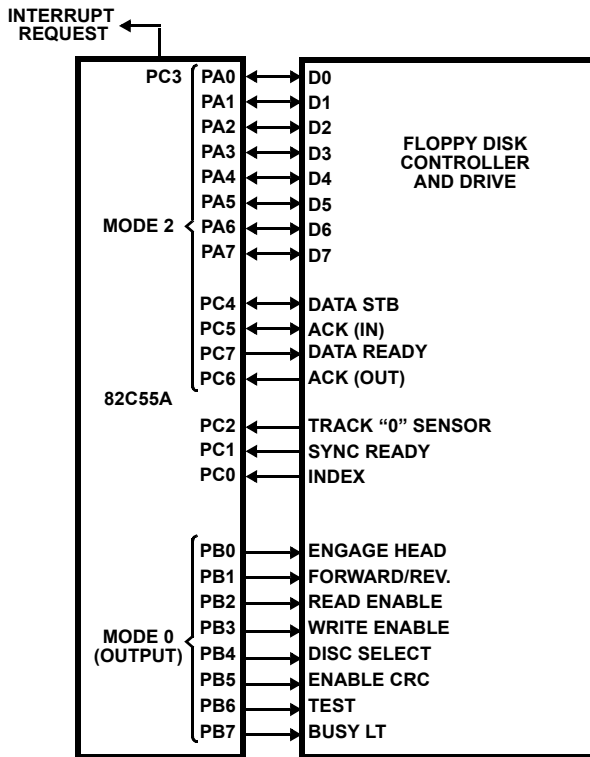 INTERRUPT
REQUEST
PC3 PA0 D0
PA1 D1
PA2 D2
PA3 D3
PA4 D4
PA5 D5
PA6 D6
PA7 D7
FLOPPY DISK
CONTROLLER
AND DRIVE
MODE 2
PC4 DATA STB
PC5 ACK (IN)
PC7 DATA READY
PC6 ACK (OUT)
82C55A
PC2 TRACK “0” SENSOR
PC1 SYNC READY
PC0 INDEX
PB0 ENGAGE HEAD
PB1 FORWARD/REV.
PB2 READ ENABLE
PB3 WRITE ENABLE
PB4 DISC SELECT
PB5 ENABLE CRC
PB6 TEST
PB7 BUSY LT
MODE 0
(OUTPUT)